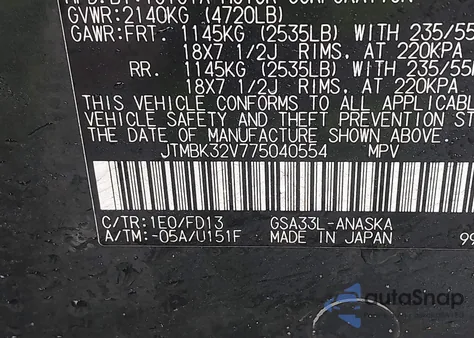 GVWR: 2140KG (4720LB)
GAWR: FRT. 1145KG (2535LB) WITH 235/55
18X7 1/2J RIMS, AT 220KPA
RR. 1145KG (2535LB) WITH 235/55
18X7 1/2J RIMS, AT 220KPA
THIS VEHICLE CONFORMS TO ALL APPLICABL
VEHICLE SAFETY AND THEFT PREVENTION ST
DATE OF MANUFACTURE SHOWN ABOVE.
JTMBK32V775040554 MPV
C/TR: 1E0/FD13 GSA33L-ANASKA
A/TM: -05A/U151F MADE IN JAPAN 99
autoSnap